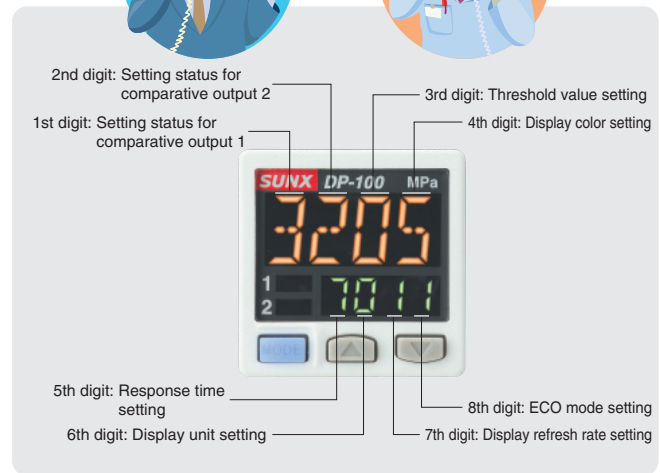 2nd digit: Setting status for
comparative output 2
3rd digit: Threshold value setting
1st digit: Setting status for
comparative output 1
4th digit: Display color setting
SUNX DP-100 MPa
3205
1
7011
2
MODE
5th digit: Response time
setting
8th digit: ECO mode setting
6th digit: Display unit setting
7th digit: Display refresh rate setting